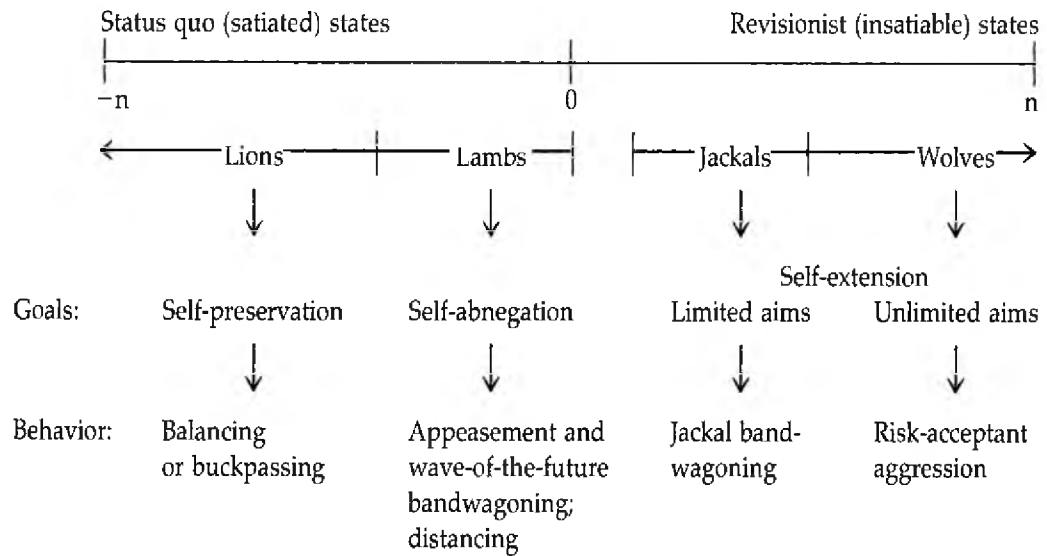 Status quo (satiated) states Revisionist (insatiable) states
−n 0 n
Lions Lambs Jackals Wolves
Self-extension
Goals: Self-preservation Self-abnegation Limited aims Unlimited aims
Behavior: Balancing Appeasement and Jackal band- Risk-acceptant
or buckpassing wave-of-the-future wagoning aggression
bandwagoning;
distancing